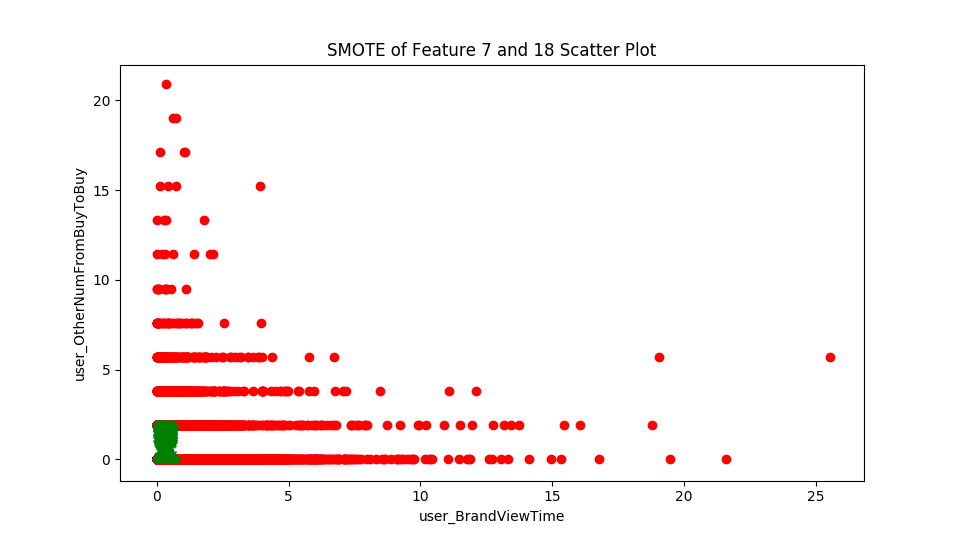 SMOTE of Feature 7 and 18 Scatter Plot
user_OtherNumFromBuyToBuy
20
15
10
5
0
0 5 10 15 20 25
user_BrandViewTime